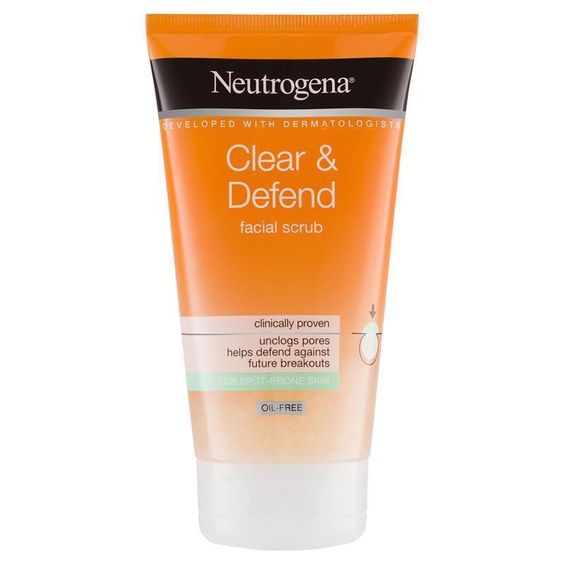 Neutrogena®
DEVELOPED WITH DERMATOLOGISTS
Clear &
Defend
facial scrub
clinically proven
unclogs pores
helps defend against
future breakouts
FOR SPOT-PRONE SKIN
OIL-FREE